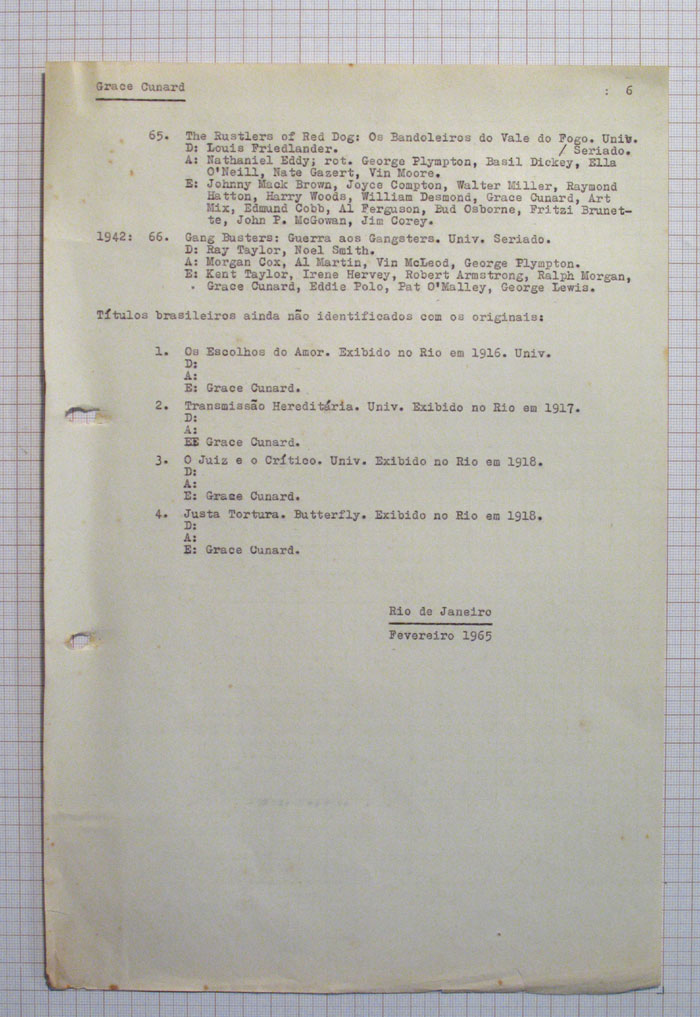 Grace Cunard : 6
65. The Rustlers of Red Dog: Os Bandoleiros do Vale do Fogo. Univ.
D: Louis Friedlander. / Seriado.
A: Nathaniel Eddy; rot. George Plympton, Basil Dickey, Ella
O'Neill, Nate Gazert, Vin Moore.
E: Johnny Mack Brown, Joyce Compton, Walter Miller, Raymond
Hatton, Harry Woods, William Desmond, Grace Cunard, Art
Mix, Edmund Cobb, Al Ferguson, Bud Osborne, Fritzi Brunet-
te, John P. McGowan, Jim Corey.
1942: 66. Gang Busters: Guerra aos Gangsters. Univ. Seriado.
D: Ray Taylor, Noel Smith.
A: Morgan Cox, Al Martin, Vin McLeod, George Plympton.
E: Kent Taylor, Irene Hervey, Robert Armstrong, Ralph Morgan,
Grace Cunard, Eddie Polo, Pat O'Malley, George Lewis.
Títulos brasileiros ainda não identificados com os originais:
1. Os Escolhos do Amor. Exibido no Rio em 1916. Univ.
D:
A:
E: Grace Cunard.
2. Transmissão Hereditária. Univ. Exibido no Rio em 1917.
D:
A:
EE Grace Cunard.
3. O Juiz e o Crítico. Univ. Exibido no Rio em 1918.
D:
A:
E: Grace Cunard.
4. Justa Tortura. Butterfly. Exibido no Rio em 1918.
D:
A:
E: Grace Cunard.
Rio de Janeiro
Fevereiro 1965